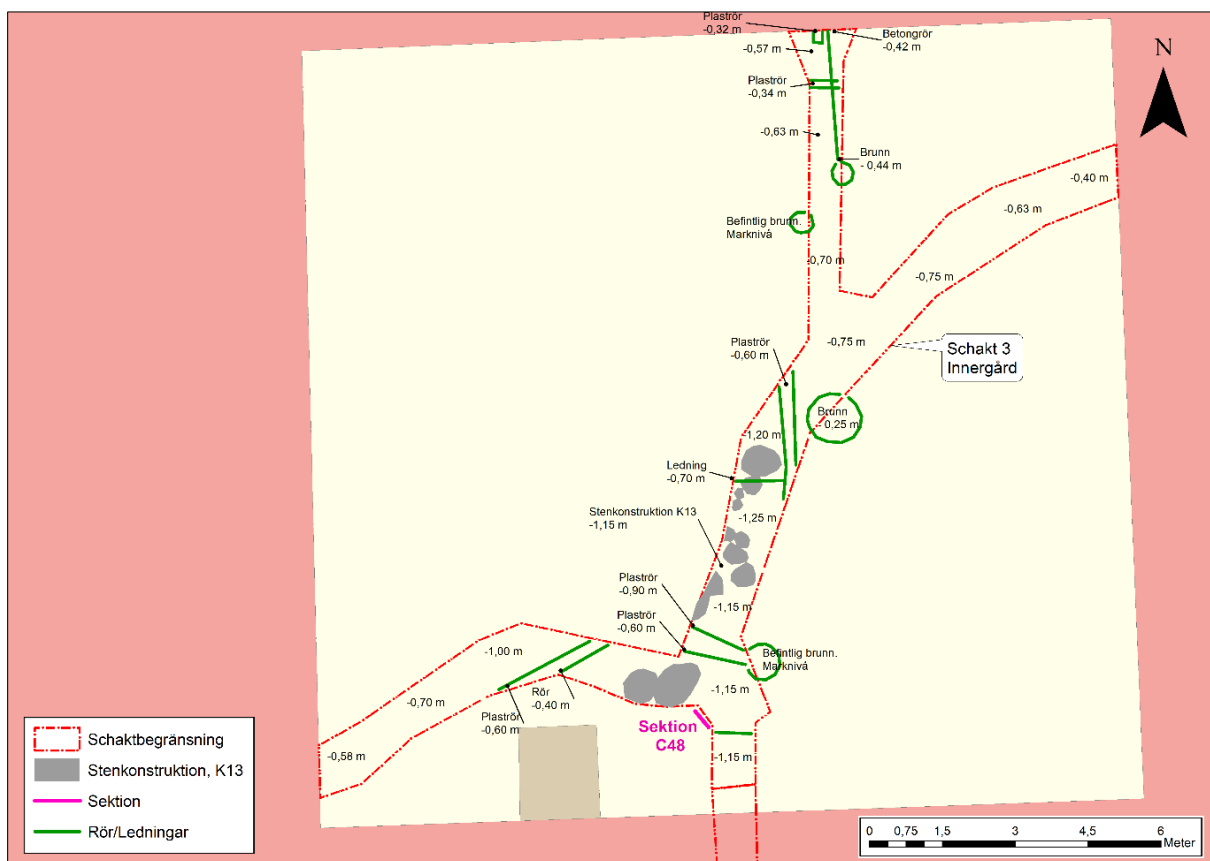 Plaströr
-0,32 m
Betongrör
-0,42 m
-0,57 m
N
Plaströr
-0,34 m
-0,63 m
Brunn
- 0,44 m
-0,40 m
-0,63 m
Befintlig brunn.
Marknivå
-0,70 m
-0,75 m
Plaströr
-0,60 m
-0,75 m
Schakt 3
Innergård
Brunn
- 0,25 m
-1,20 m
Ledning
-0,70 m
Stenkonstruktion K13
-1,15 m
-1,25 m
Plaströr
-0,90 m
-1,15 m
Plaströr
-0,60 m
-1,00 m
Befintlig brunn.
Marknivå
-0,70 m
Rör
-0,40 m
-1,15 m
Plaströr
-0,60 m
Sektion
C48
-0,58 m
-1,15 m
Schaktbegränsning
Stenkonstruktion, K13
Sektion
Rör/Ledningar
0 0,75 1,5 3 4,5 6
Meter